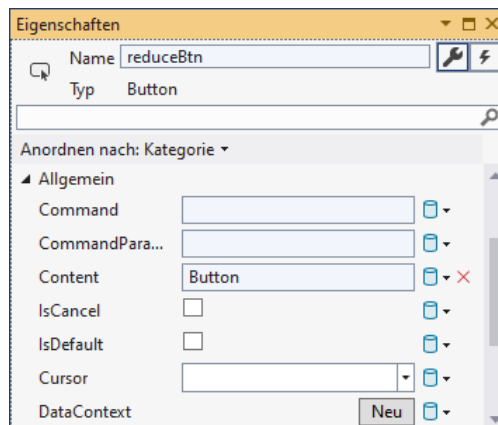 Eigenschaften
Name reduceBtn
Typ Button
Anordnen nach: Kategorie
Allgemein
Command
CommandPara...
Content Button
IsCancel
IsDefault
Cursor
DataContext Neu